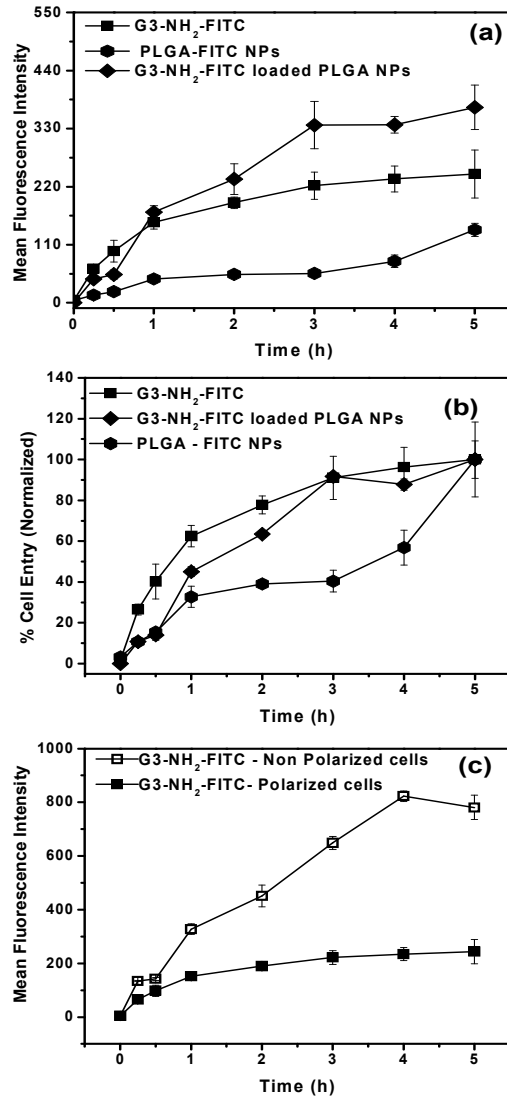 (a)
G3-NH₂-FITC
PLGA-FITC NPs
G3-NH₂-FITC loaded PLGA NPs
Mean Fluorescence Intensity
550
440
330
220
110
0
0 1 2 3 4 5
Time (h)
(b)
G3-NH₂-FITC
G3-NH₂-FITC loaded PLGA NPs
PLGA - FITC NPs
% Cell Entry (Normalized)
140
120
100
80
60
40
20
0
0 1 2 3 4 5
Time (h)
(c)
G3-NH₂-FITC - Non Polarized cells
G3-NH₂-FITC- Polarized cells
Mean Fluorescence Intensity
1000
800
600
400
200
0
0 1 2 3 4 5
Time (h)